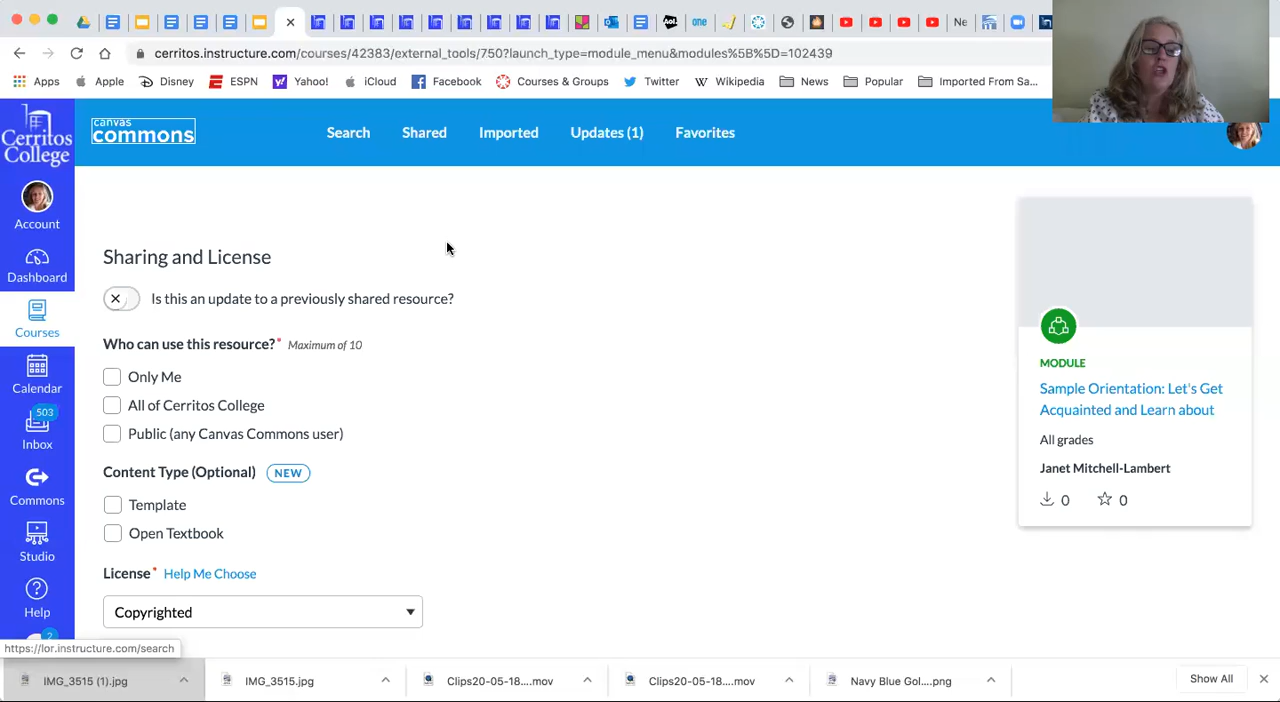 AOL.
one
Ne
cerritos.instructure.com/courses/42383/external_tools/750?launch_type=module_menu&modules%5B%5D=102439
Apps Apple Disney ESPN Yahoo! iCloud Facebook Courses & Groups Twitter Wikipedia News Popular Imported From Sa...
Cerritos College
canvas commons
Search Shared Imported Updates (1) Favorites
Account
Dashboard
Courses
Calendar
503
Inbox
Commons
Studio
Help
2
Sharing and License
Is this an update to a previously shared resource?
Who can use this resource?* Maximum of 10
Only Me
All of Cerritos College
Public (any Canvas Commons user)
Content Type (Optional) NEW
Template
Open Textbook
License* Help Me Choose
Copyrighted
MODULE
Sample Orientation: Let's Get
Acquainted and Learn about
All grades
Janet Mitchell-Lambert
0 0
https://lor.instructure.com/search
IMG_3515 (1).jpg IMG_3515.jpg Clips20-05-18....mov Clips20-05-18....mov Navy Blue Gol....png Show All